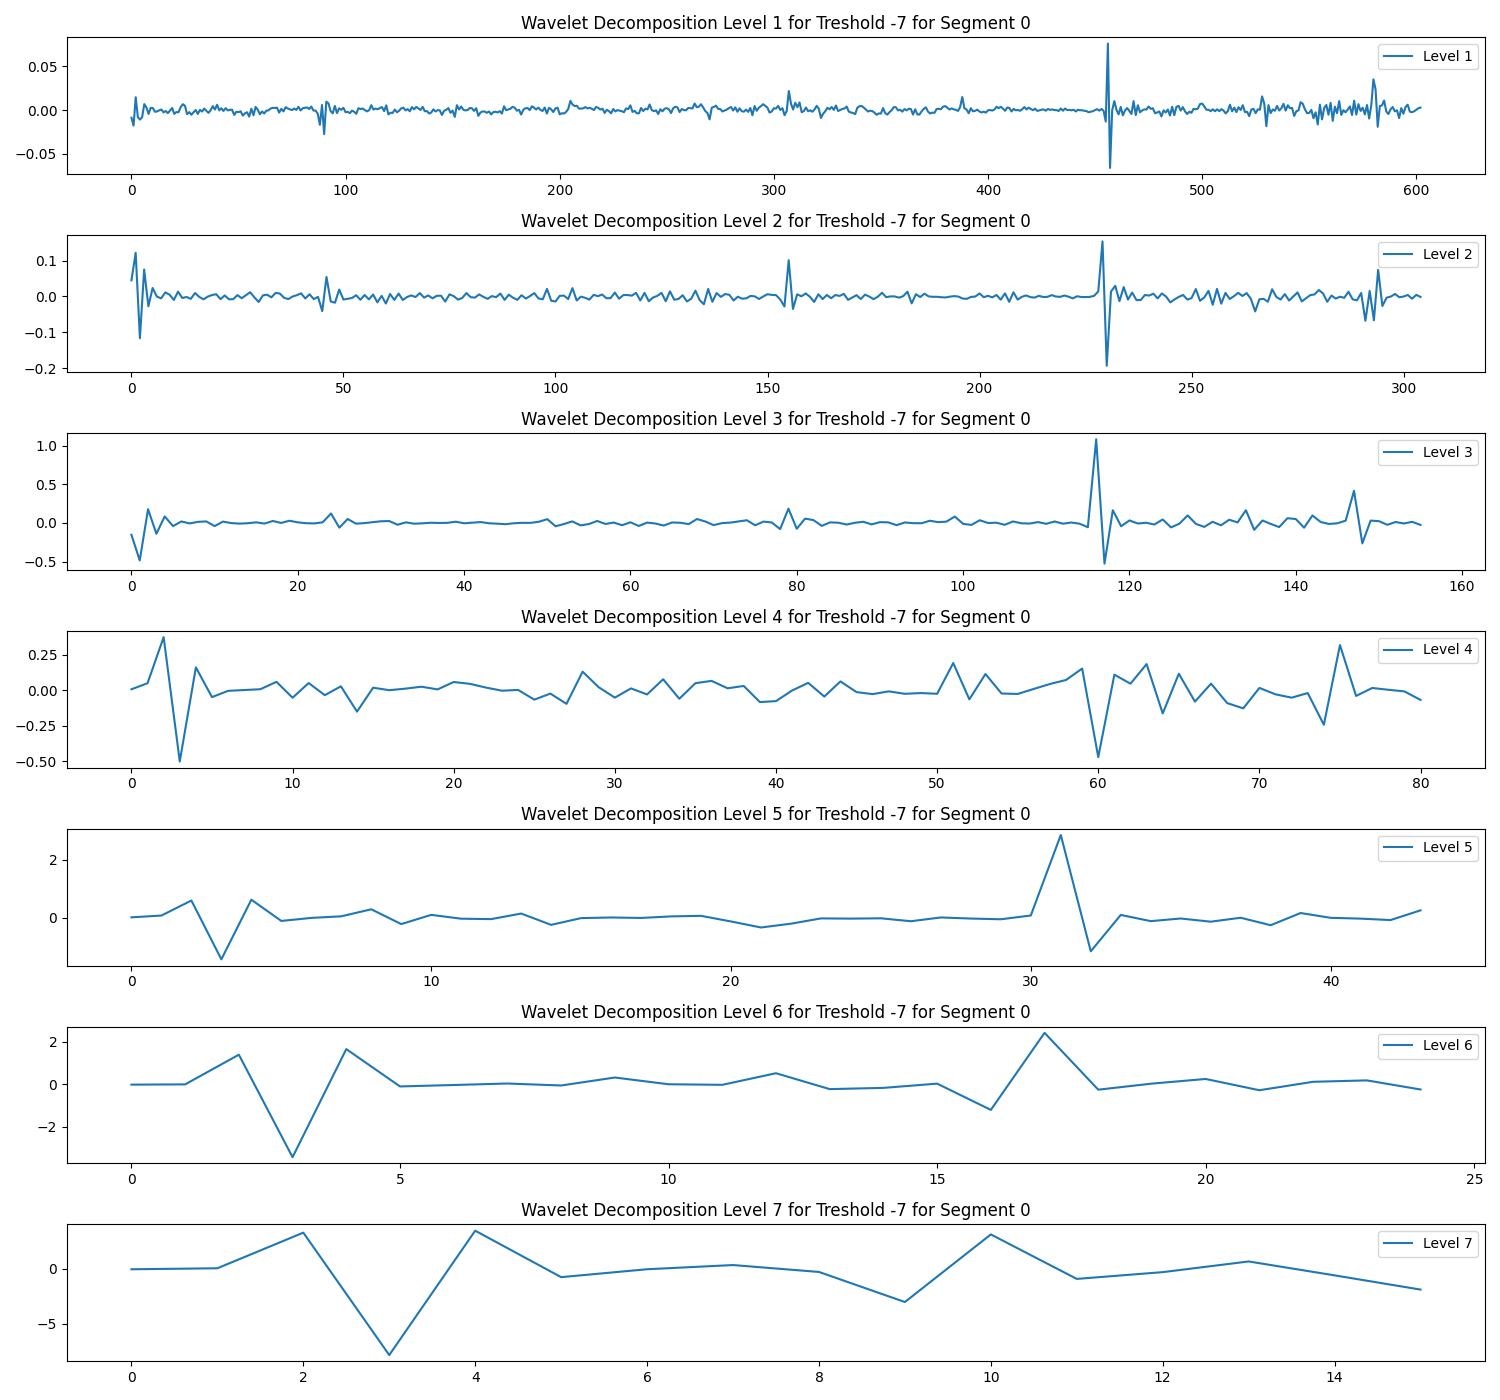 Wavelet Decomposition Level 1 for Treshold -7 for Segment 0
Level 1
0.05
0.00
−0.05
0 100 200 300 400 500 600
Wavelet Decomposition Level 2 for Treshold -7 for Segment 0
Level 2
0.1
0.0
−0.1
−0.2
0 50 100 150 200 250 300
Wavelet Decomposition Level 3 for Treshold -7 for Segment 0
Level 3
1.0
0.5
0.0
−0.5
0 20 40 60 80 100 120 140 160
Wavelet Decomposition Level 4 for Treshold -7 for Segment 0
Level 4
0.25
0.00
−0.25
−0.50
0 10 20 30 40 50 60 70 80
Wavelet Decomposition Level 5 for Treshold -7 for Segment 0
Level 5
2
0
0 10 20 30 40
Wavelet Decomposition Level 6 for Treshold -7 for Segment 0
Level 6
2
0
−2
0 5 10 15 20 25
Wavelet Decomposition Level 7 for Treshold -7 for Segment 0
Level 7
0
−5
0 2 4 6 8 10 12 14